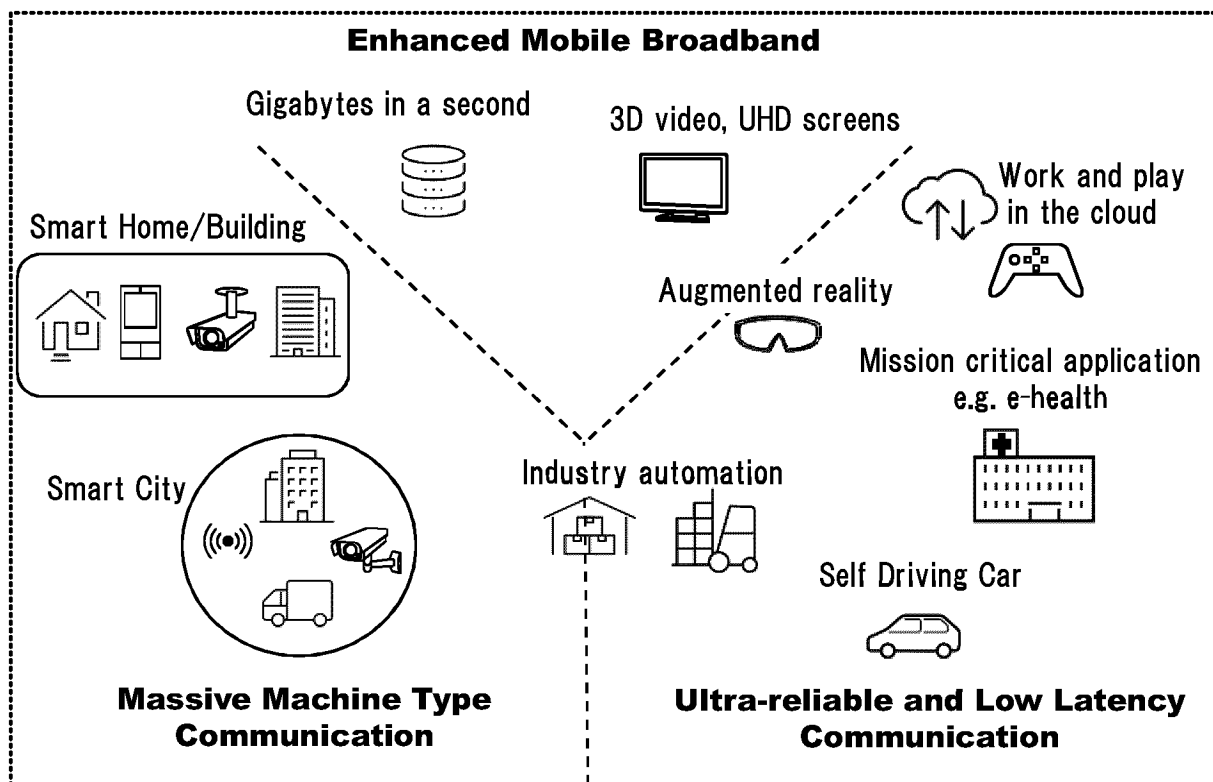 Enhanced Mobile Broadband
Gigabytes in a second
3D video, UHD screens
Work and play
in the cloud
Smart Home/Building
Augmented reality
Mission critical application
e.g. e-health
Industry automation
Smart City
Self Driving Car
Massive Machine Type
Communication
Ultra-reliable and Low Latency
Communication